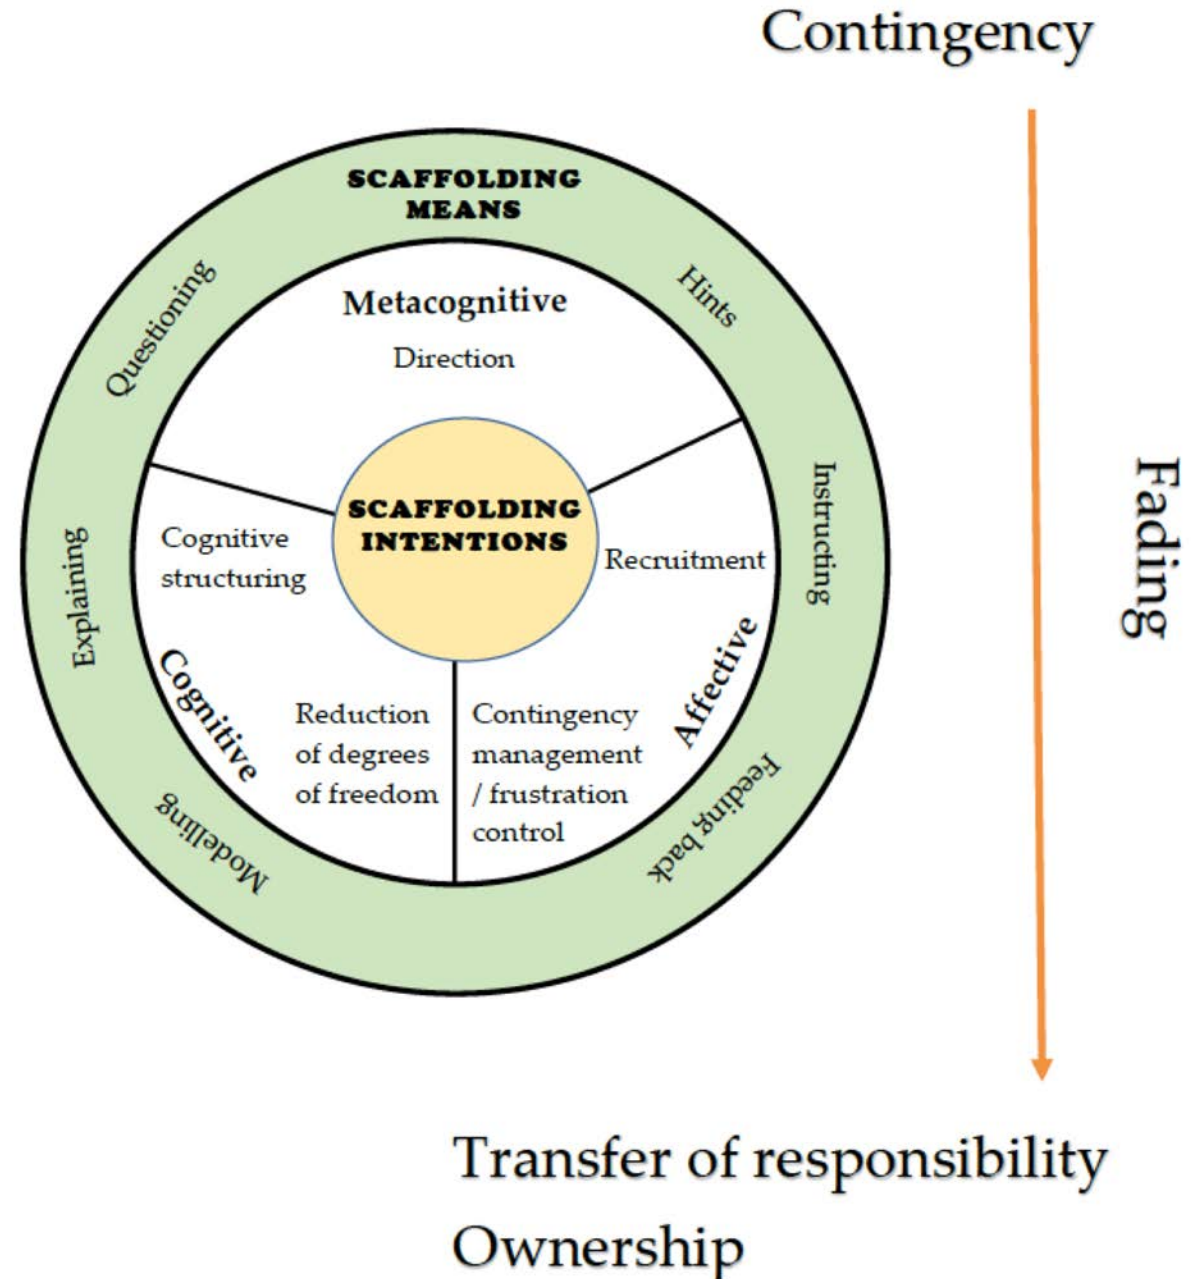 Contingency
SCAFFOLDING
MEANS
Questioning
Hints
Metacognitive
Direction
Instructing
Fading
SCAFFOLDING
INTENTIONS
Explaining
Cognitive
structuring
Recruitment
Cognitive
Affective
Reduction
of degrees
of freedom
Contingency
management
/ frustration
control
Modelling
Feeding back
Transfer of responsibility
Ownership